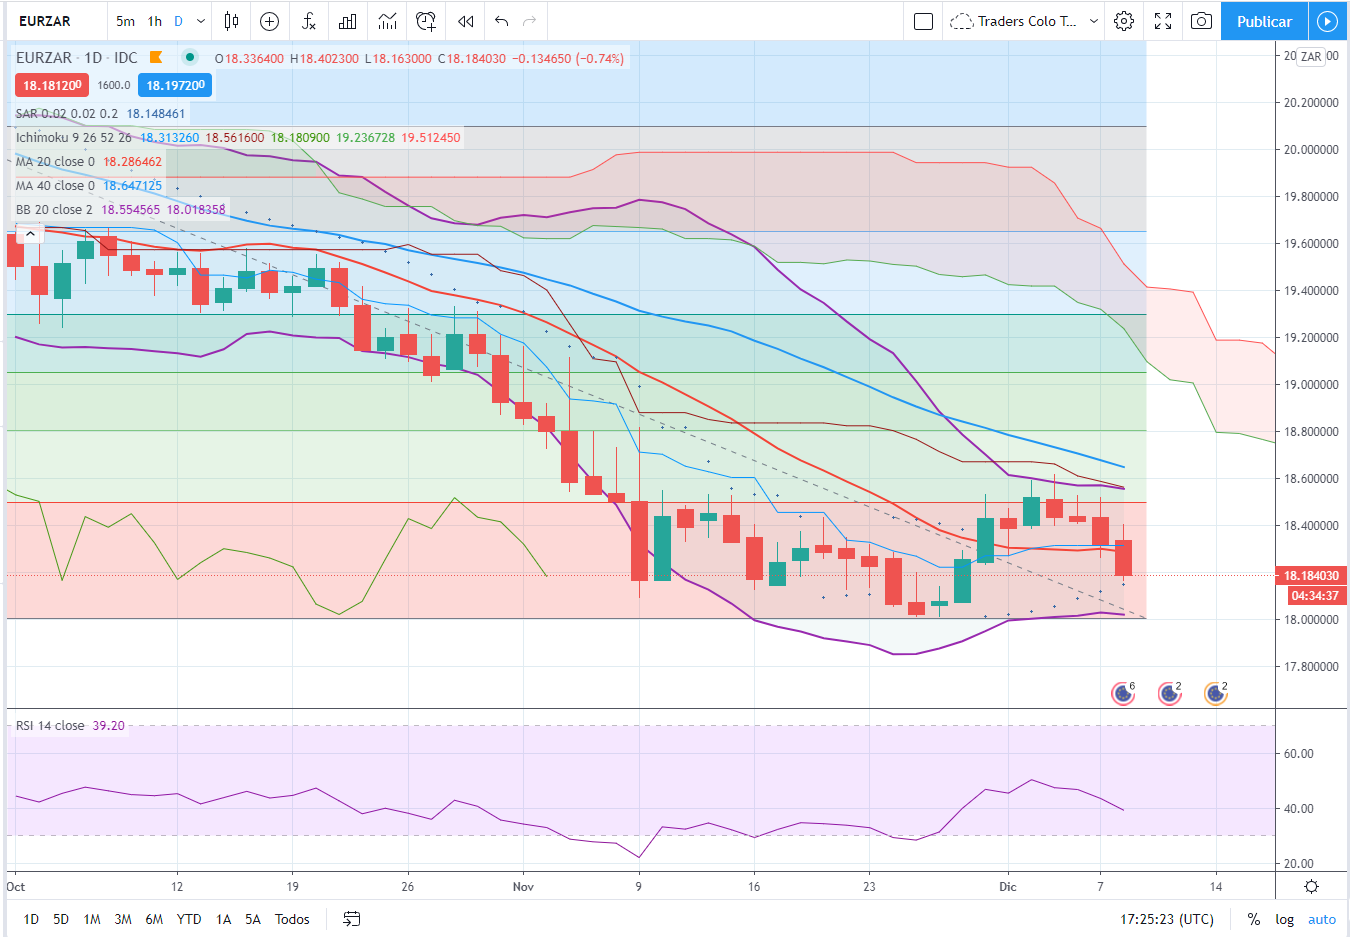 EURZAR 5m 1h D Traders Colo T... Publicar
EURZAR · 1D · IDC O18.336400 H18.402300 L18.163000 C18.184030 −0.134650 (−0.74%)
18.181200 1600.0 18.197200
SAR 0.02 0.02 0.2 18.148461
Ichimoku 9 26 52 26 18.313260 18.561600 18.180900 19.236728 19.512450
MA 20 close 0 18.286462
MA 40 close 0 18.647125
BB 20 close 2 18.554565 18.018358
ZAR
20.200000
20.000000
19.800000
19.600000
19.400000
19.200000
19.000000
18.800000
18.600000
18.400000
18.184030
04:34:37
18.000000
17.800000
6 2 2
RSI 14 close 39.20
60.00
40.00
20.00
Oct 12 19 26 Nov 9 16 23 Dic 7 14
1D 5D 1M 3M 6M YTD 1A 5A Todos 17:25:23 (UTC) % log auto